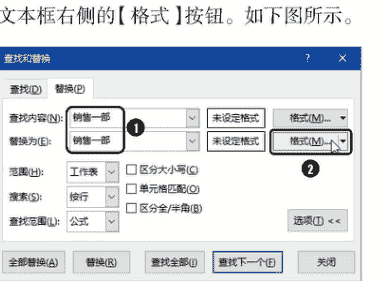 文本框右侧的【格式】按钮。如下图所示。
查找和替换 ? ×
查找(D) 替换(P)
查找内容(N): 销售一部 未设定格式 格式(M)...
替换为(E): 销售一部 未设定格式 格式(M)...
❶
❷
范围(H): 工作表 区分大小写(C)
搜索(S): 按行 单元格匹配(O)
查找范围(L): 公式 区分全/半角(B)
选项(T) <<
全部替换(A) 替换(R) 查找全部(I) 查找下一个(F) 关闭